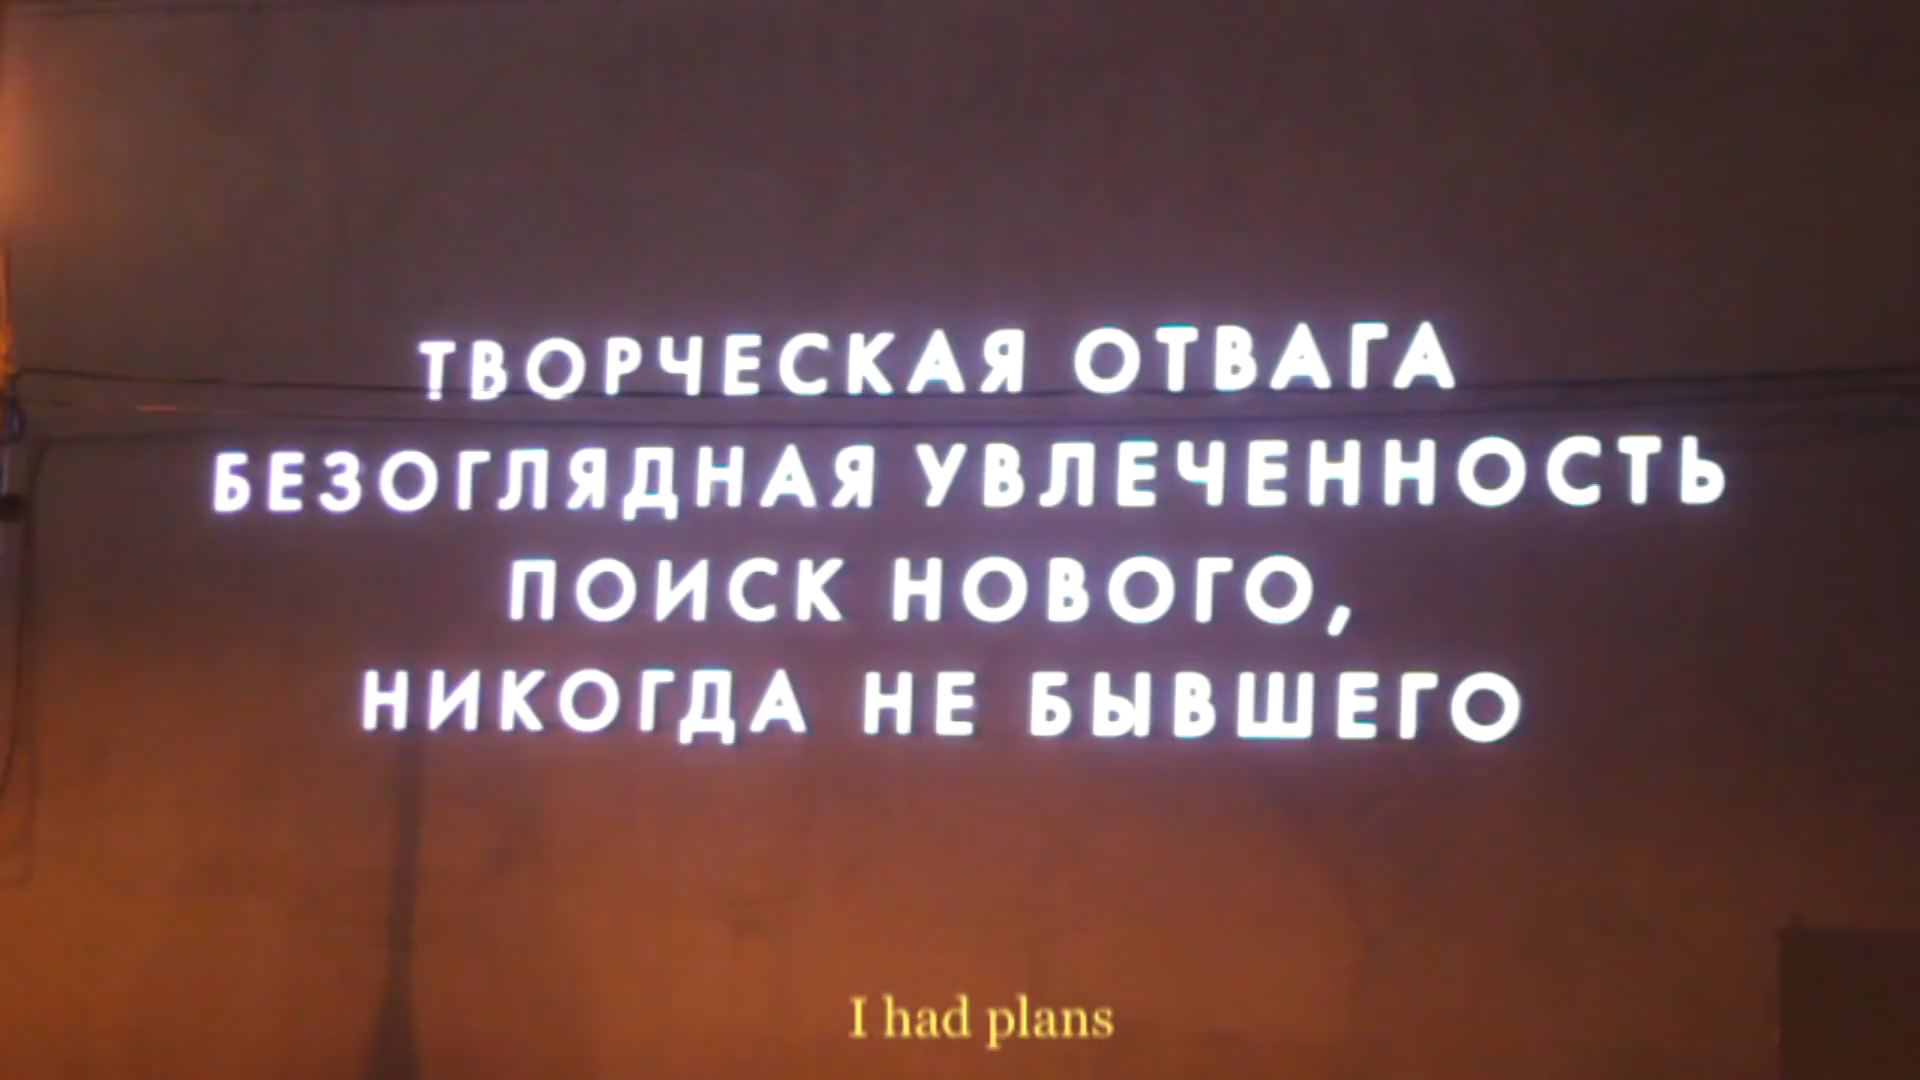 ТВОРЧЕСКАЯ ОТВАГА
БЕЗОГЛЯДНАЯ УВЛЕЧЕННОСТЬ
ПОИСК НОВОГО,
НИКОГДА НЕ БЫВШЕГО
I had plans